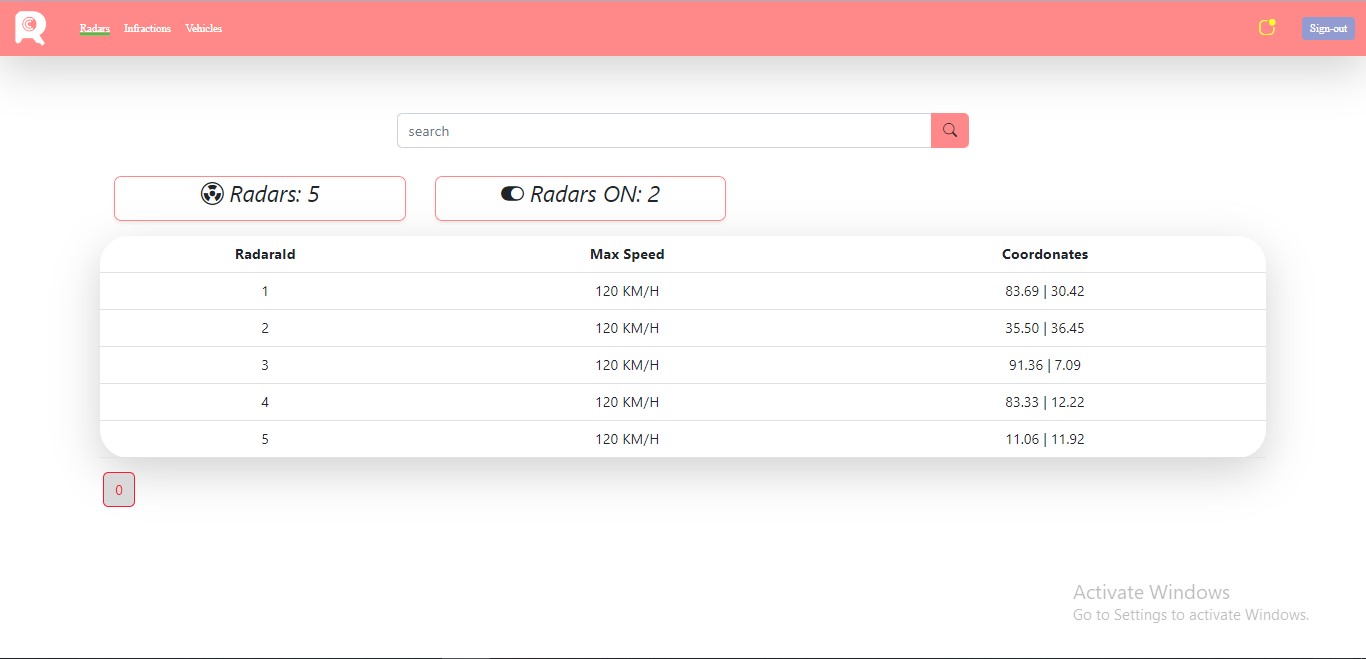 Radars Infractions Vehicles Sign-out
search
Radars: 5 Radars ON: 2
RadaraId Max Speed Coordonates
1 120 KM/H 83.69 | 30.42
2 120 KM/H 35.50 | 36.45
3 120 KM/H 91.36 | 7.09
4 120 KM/H 83.33 | 12.22
5 120 KM/H 11.06 | 11.92
0
Activate Windows
Go to Settings to activate Windows.